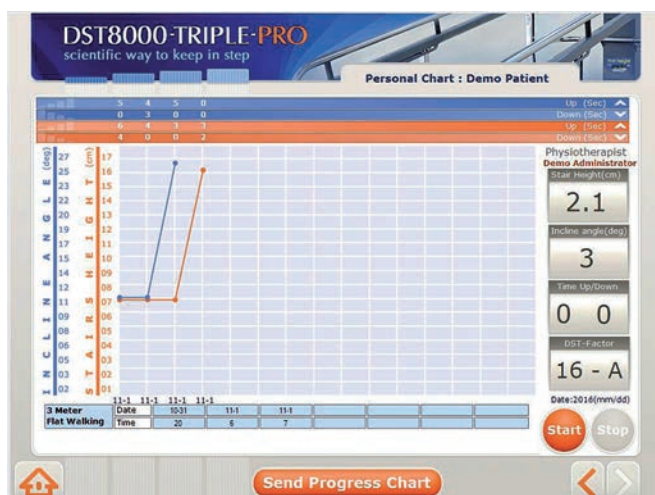 DST8000-TRIPLE-PRO
scientific way to keep in step
Personal Chart : Demo Patient
5 4 5 0 Up (Sec)
0 3 0 0 Down (Sec)
6 4 3 3 Up (Sec)
4 0 0 2 Down (Sec)
INCLINE ANGLE (deg)
27
25
23
22
20
19
17
15
14
12
11
09
08
06
05
03
02
STAIRS HEIGHT (cm)
17
16
15
14
13
12
11
10
09
08
07
06
05
04
03
02
01
11-1 11-1 11-1 11-1
3 Meter Date 10-31 11-1 11-1
Flat Walking Time 20 6 7
Physiotherapist
Demo Administrator
Stair Height(cm)
2.1
Incline angle(deg)
3
Time Up/Down
0 0
DST-Factor
16 - A
Date:2016(mm/dd)
Start Stop
Send Progress Chart